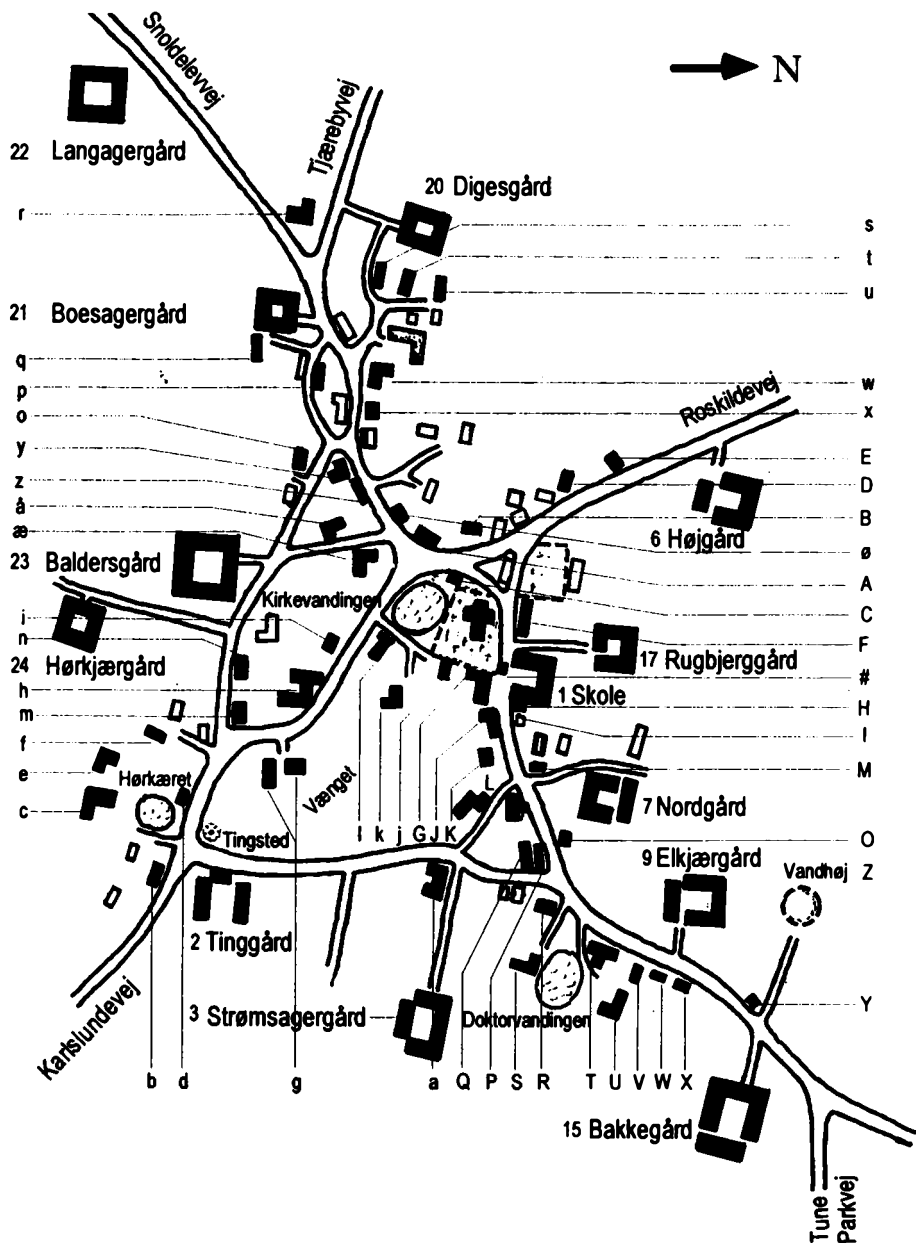 Snoldelevvej
N
Tjærebyvej
22 Langagergård
20 Digesgård
r
s
t
u
21 Boesagergård
q
p
w
o
x
Roskildevej
y
E
z
D
å
B
æ
6 Højgård
ø
23 Baldersgård
A
Kirkevandingen
C
i
F
n
17 Rugbjerggård
24 Hørkjærgård
#
h
1 Skole
H
m
I
f
M
e
Hørkæret
Vænget
L
7 Nordgård
c
l
k
j
G
J
K
O
Tingsted
9 Elkjærgård
Z
Vandhøj
2 Tinggård
3 Strømsagergård
Doktorvandingen
Y
Karlslundevej
b
d
g
a
Q
P
S
R
T
U
V
W
X
15 Bakkegård
Tune
Parkvej